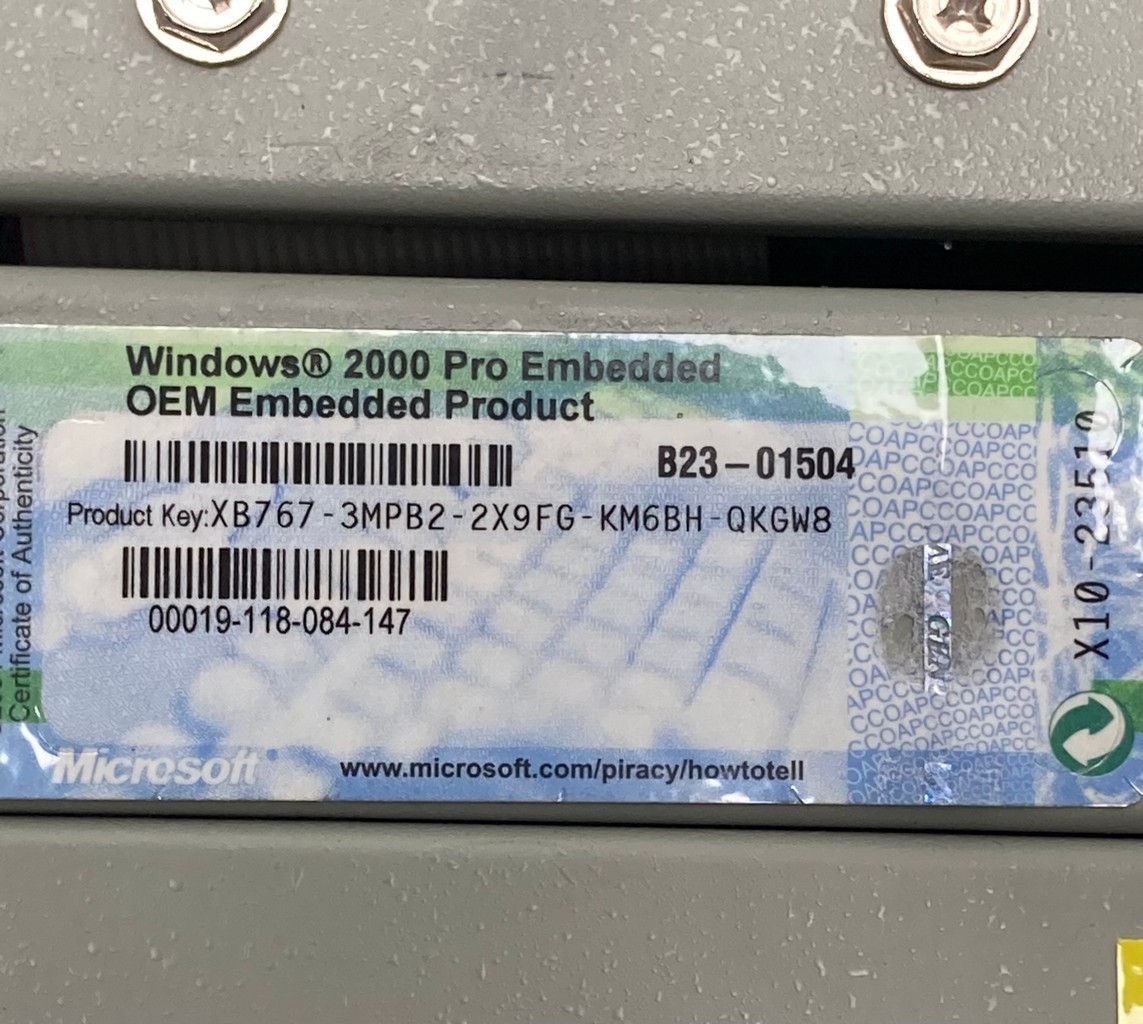 Windows® 2000 Pro Embedded
OEM Embedded Product
B23-01504
Product Key:XB767-3MPB2-2X9FG-KM6BH-QKGW8
00019-118-084-147
Microsoft
www.microsoft.com/piracy/howtotell
Certificate of Authenticity
X10-23510